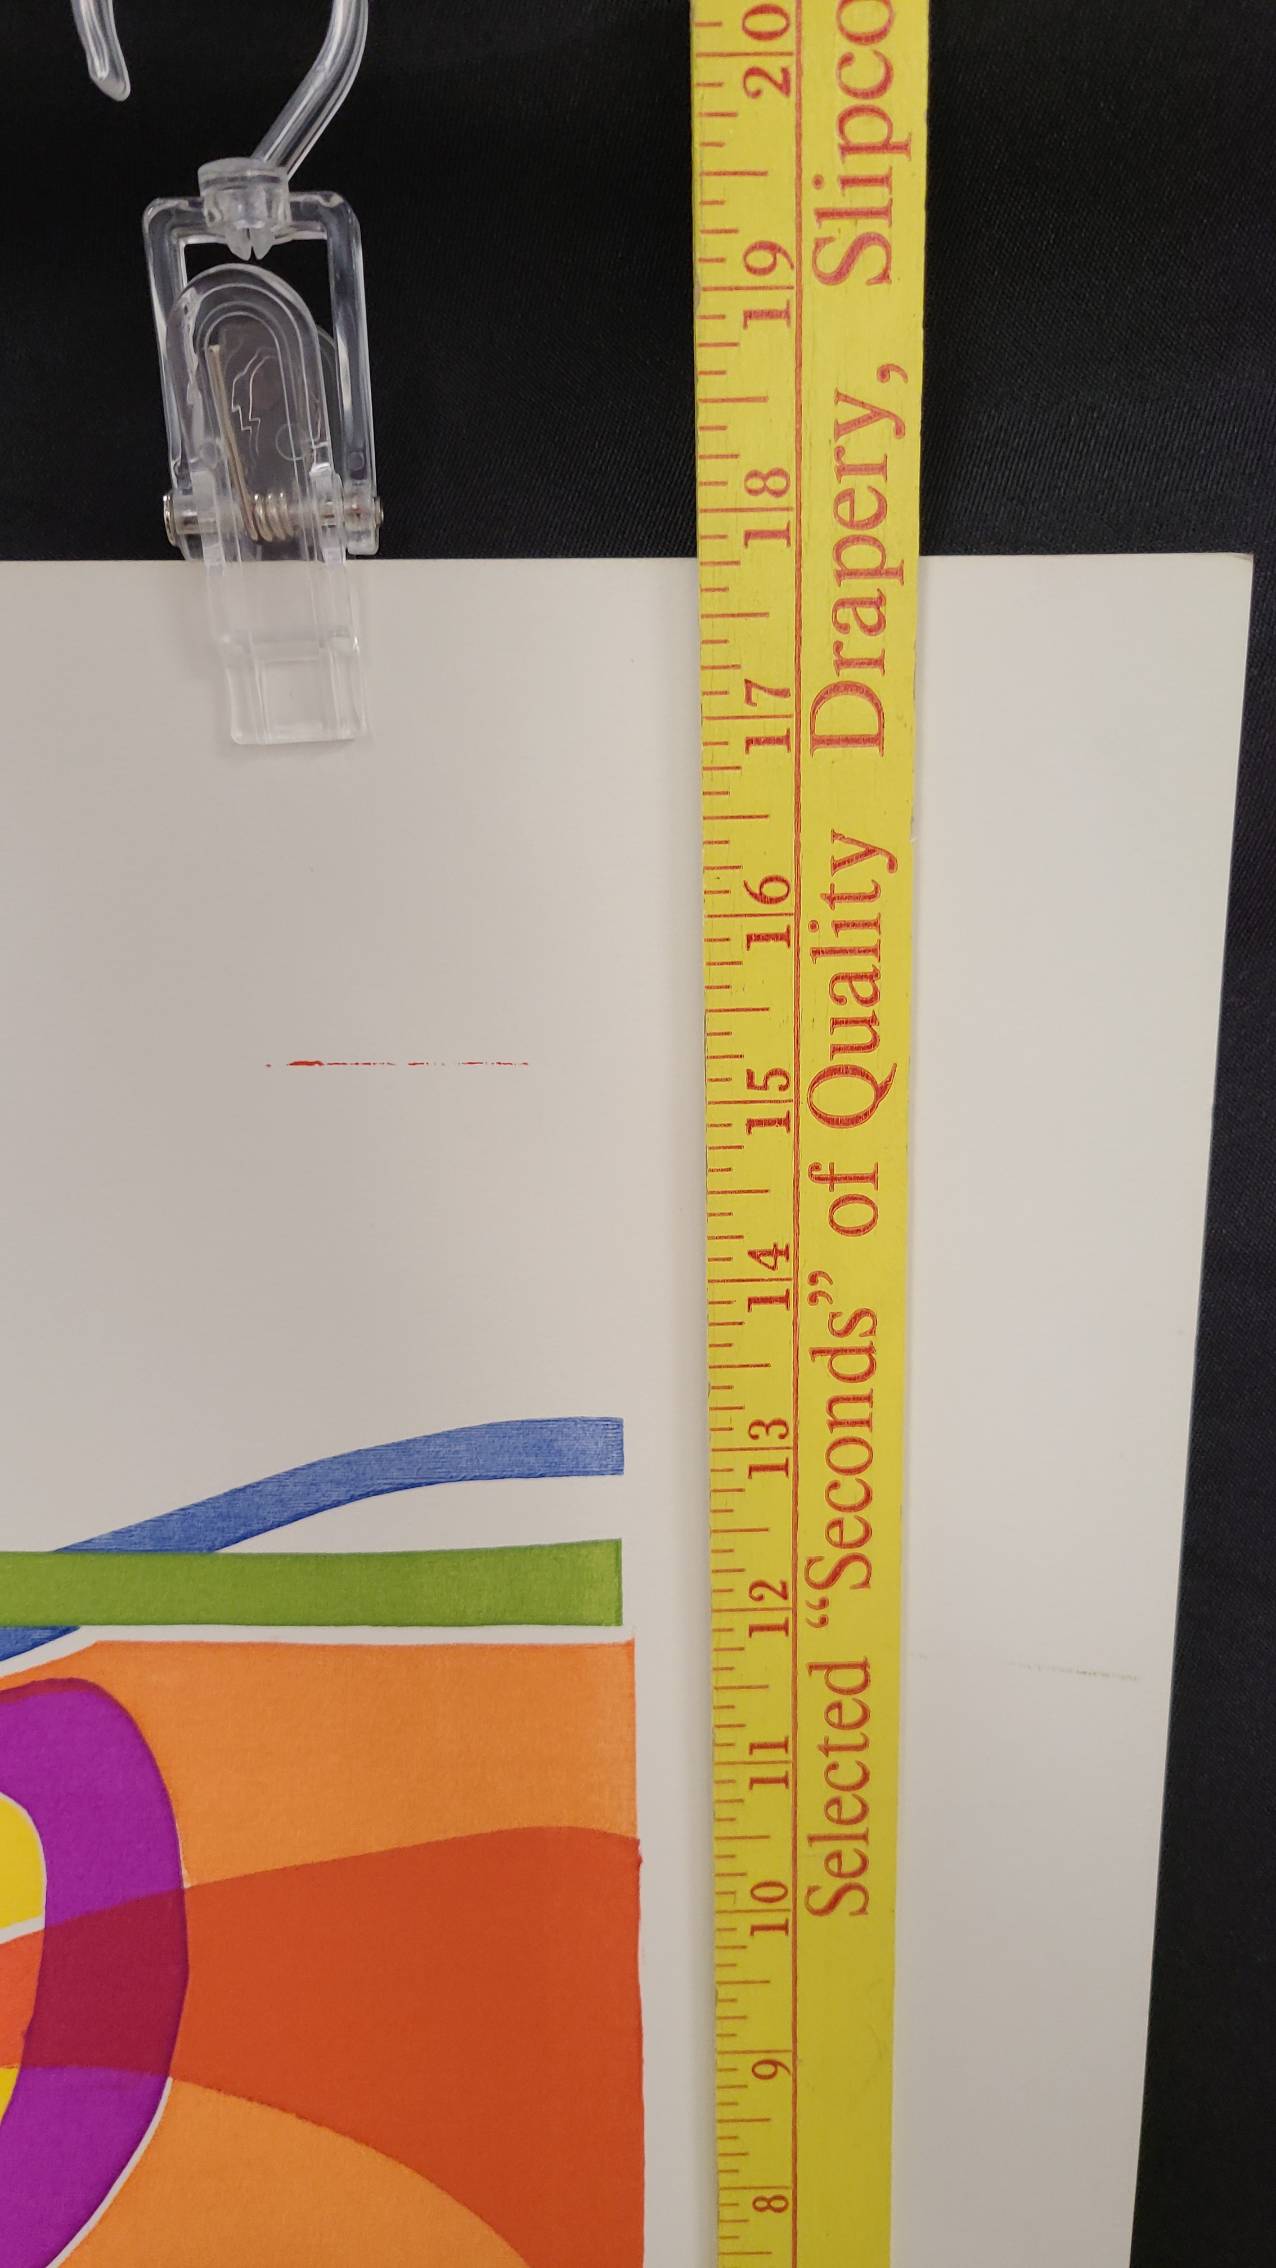 Selected “Seconds” of Quality Drapery, Slipco
8 9 10 11 12 13 14 15 16 17 18 19 20